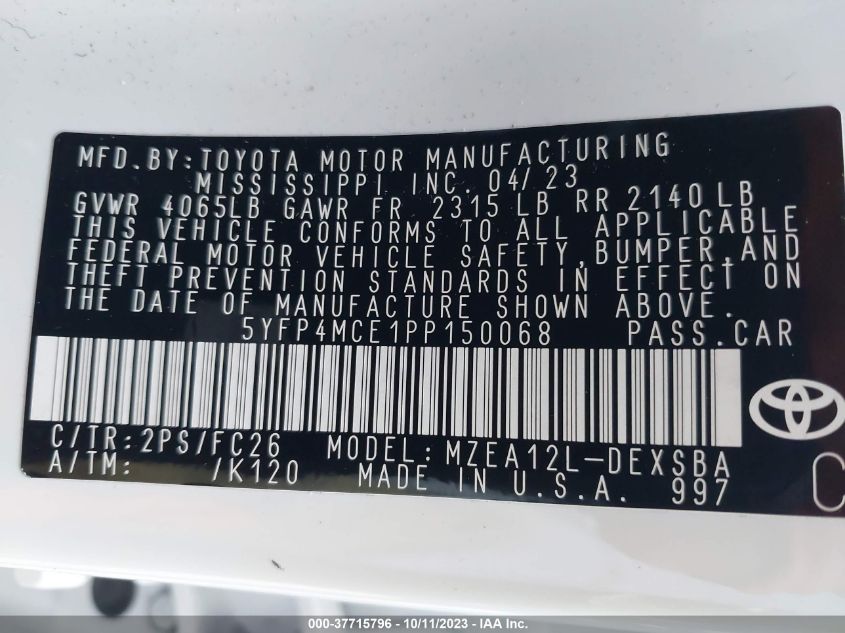 MFD.BY:TOYOTA MOTOR MANUFACTURING
MISSISSIPPI INC. 04/23
GVWR 4065LB GAWR FR 2315 LB RR 2140 LB
THIS VEHICLE CONFORMS TO ALL APPLICABLE
FEDERAL MOTOR VEHICLE SAFETY,BUMPER,AND
THEFT PREVENTION STANDARDS IN EFFECT ON
THE DATE OF MANUFACTURE SHOWN ABOVE.
5YFP4MCE1PP150068 PASS.CAR
C/TR:2PS/FC26 MODEL:MZEA12L-DEXSBA
A/TM: /K120 MADE IN U.S.A. 997
C
000-37715796 - 10/11/2023 - IAA Inc.